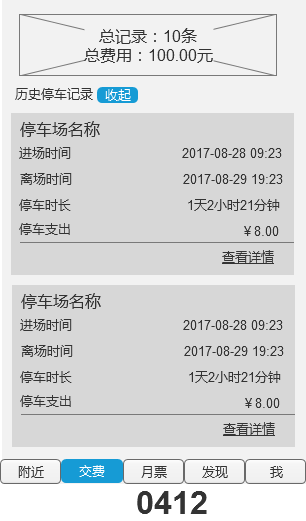 总记录：10条
总费用：100.00元
历史停车记录 收起
停车场名称
进场时间 2017-08-28 09:23
离场时间 2017-08-29 19:23
停车时长 1天2小时21分钟
停车支出 ￥8.00
查看详情
停车场名称
进场时间 2017-08-28 09:23
离场时间 2017-08-29 19:23
停车时长 1天2小时21分钟
停车支出 ￥8.00
查看详情
附近 交费 月票 发现 我
0412